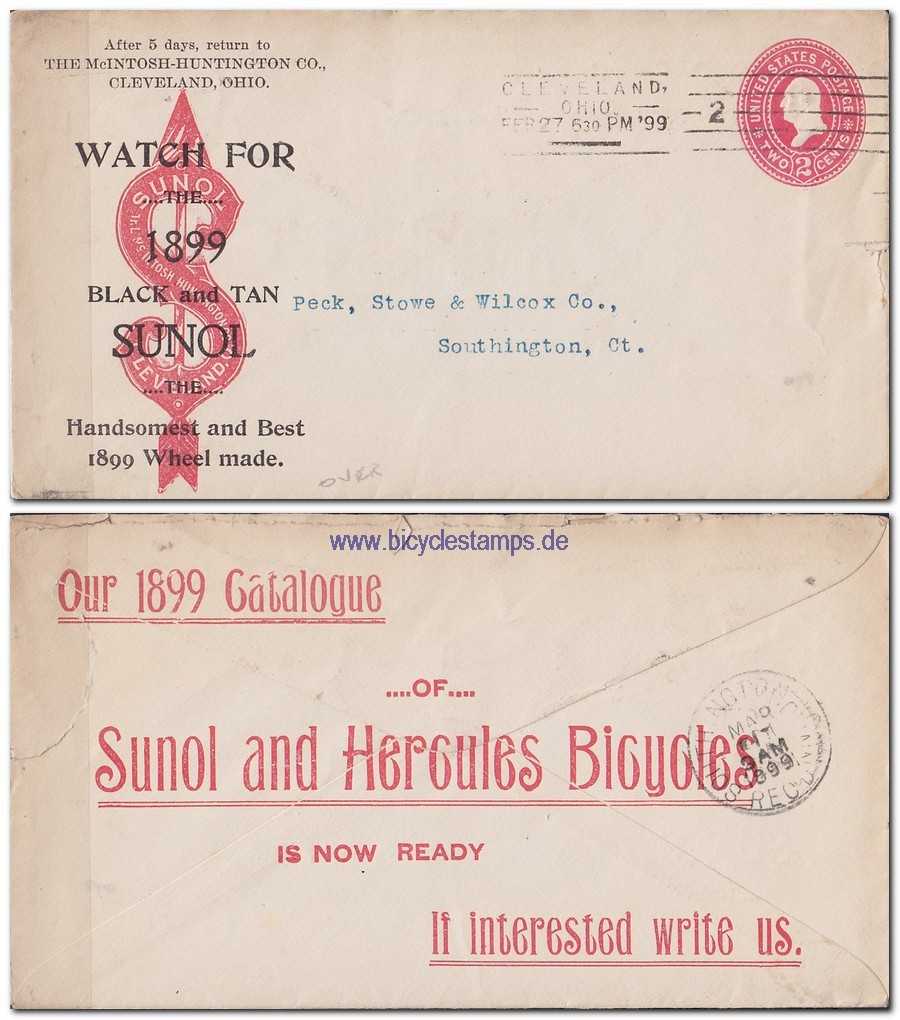 After 5 days, return to
THE McINTOSH-HUNTINGTON CO.,
CLEVELAND, OHIO.
CLEVELAND,
OHIO.
FEB 27 630 PM '99
2
UNITED STATES POSTAGE
TWO 2 CENTS
WATCH FOR
SUNOL
....THE....
1899
BLACK and TAN
SUNOL
CLEVELAND.
....THE....
Handsomest and Best
1899 Wheel made.
Peck, Stowe & Wilcox Co.,
Southington, Ct.
OVER
www.bicyclestamps.de
Our 1899 Catalogue
....OF....
Sunol and Hercules Bicycles
IS NOW READY
If interested write us.
9AM
1899
REC'D